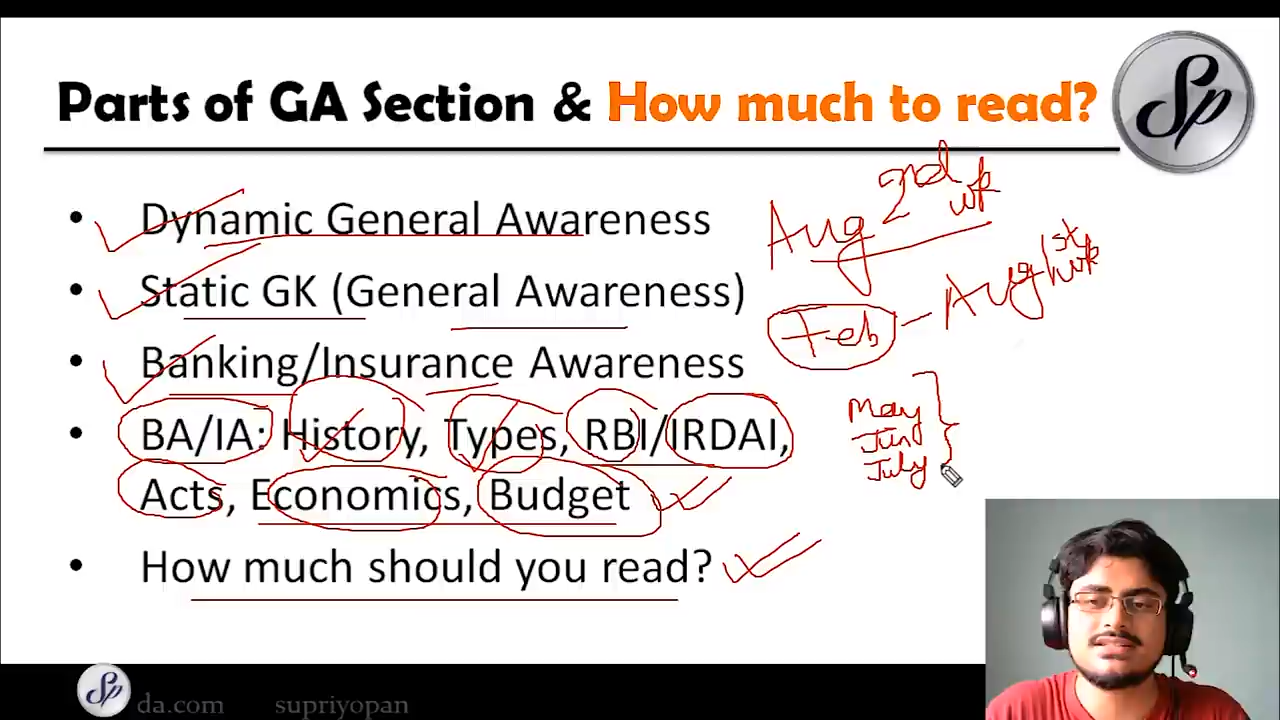 Parts of GA Section & How much to read?
Sp
• Dynamic General Awareness
Aug 2nd wk
• Static GK (General Awareness)
Feb - Aug 1st wk
• Banking/Insurance Awareness
• BA/IA: History, Types, RBI/IRDAI,
Acts, Economics, Budget
May
Jun
July
• How much should you read?
Sp
da.com supriyopan